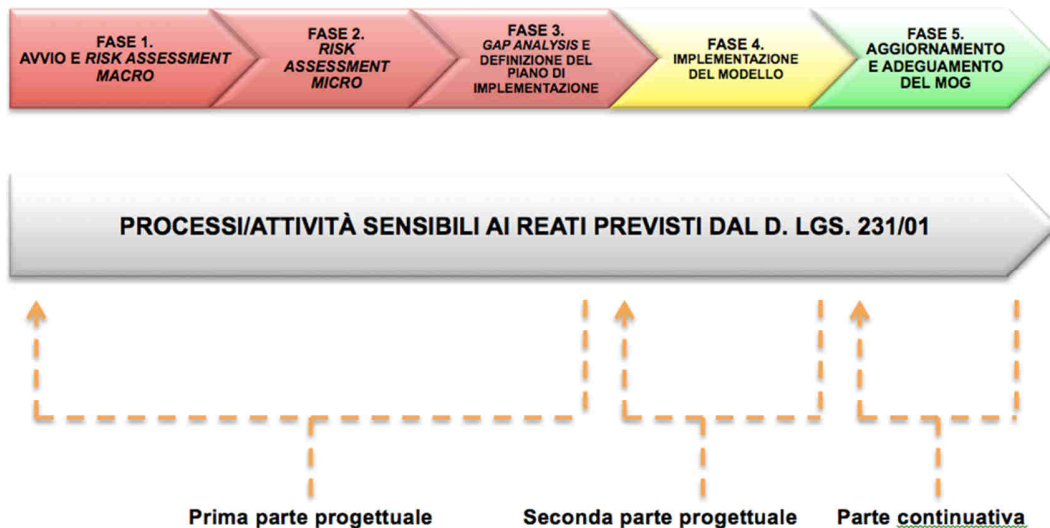 FASE 1.
AVVIO E RISK ASSESSMENT
MACRO
FASE 2.
RISK
ASSESSMENT
MICRO
FASE 3.
GAP ANALYSIS E
DEFINIZIONE DEL
PIANO DI
IMPLEMENTAZIONE
FASE 4.
IMPLEMENTAZIONE
DEL MODELLO
FASE 5.
AGGIORNAMENTO
E ADEGUAMENTO
DEL MOG
PROCESSI/ATTIVITÀ SENSIBILI AI REATI PREVISTI DAL D. LGS. 231/01
Prima parte progettuale
Seconda parte progettuale
Parte continuativa